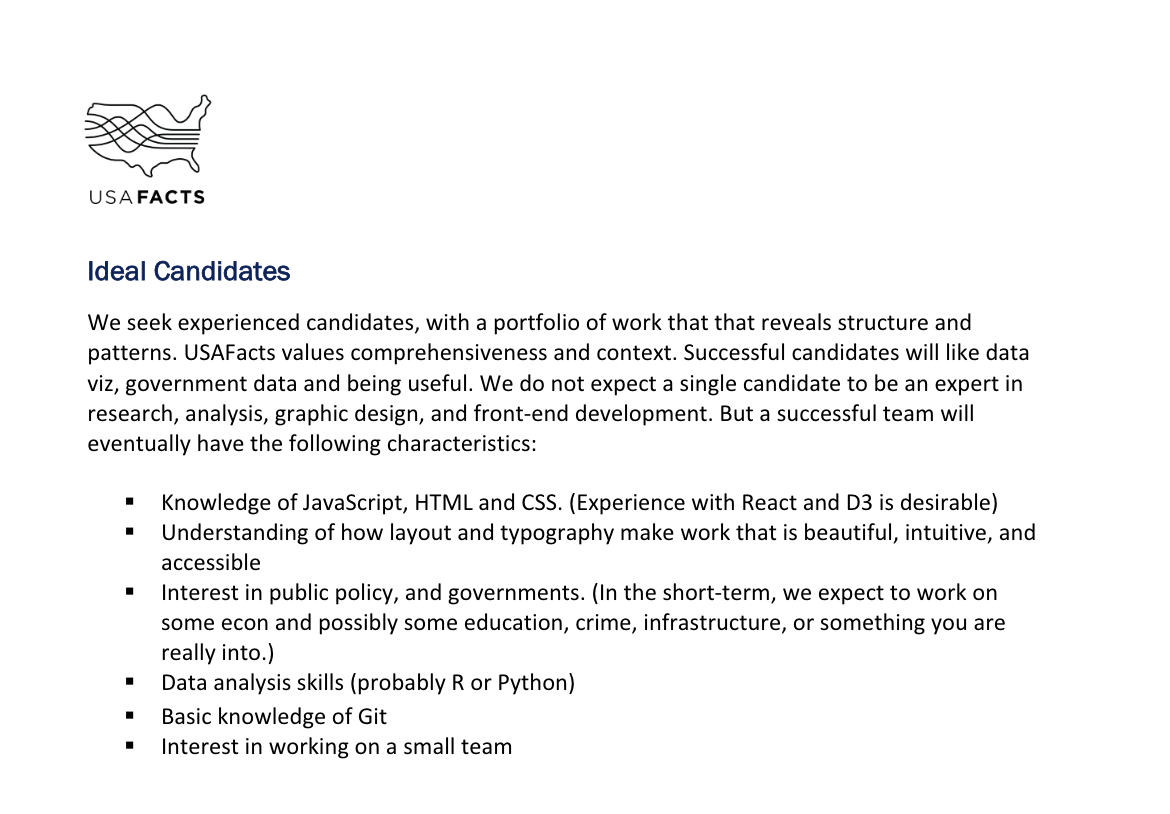 USAFACTS
Ideal Candidates
We seek experienced candidates, with a portfolio of work that that reveals structure and
patterns. USAFacts values comprehensiveness and context. Successful candidates will like data
viz, government data and being useful. We do not expect a single candidate to be an expert in
research, analysis, graphic design, and front-end development. But a successful team will
eventually have the following characteristics:
▪ Knowledge of JavaScript, HTML and CSS. (Experience with React and D3 is desirable)
▪ Understanding of how layout and typography make work that is beautiful, intuitive, and
accessible
▪ Interest in public policy, and governments. (In the short-term, we expect to work on
some econ and possibly some education, crime, infrastructure, or something you are
really into.)
▪ Data analysis skills (probably R or Python)
▪ Basic knowledge of Git
▪ Interest in working on a small team